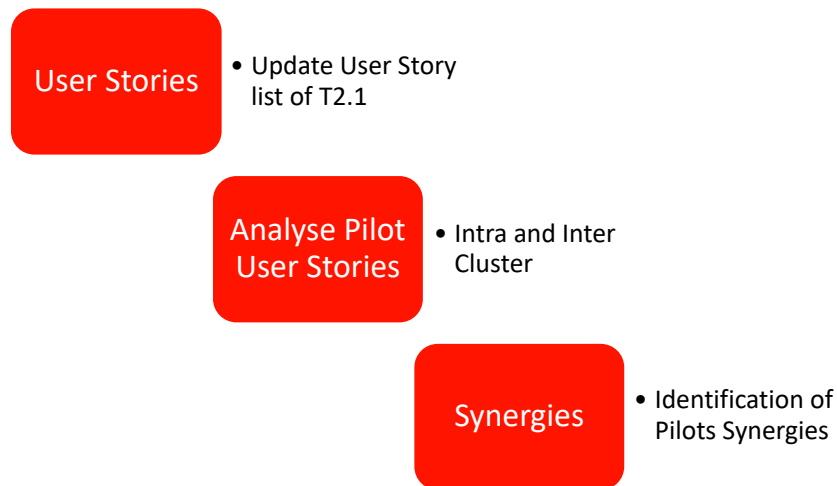 User Stories
• Update User Story
list of T2.1
Analyse Pilot
User Stories
• Intra and Inter
Cluster
Synergies
• Identification of
Pilots Synergies